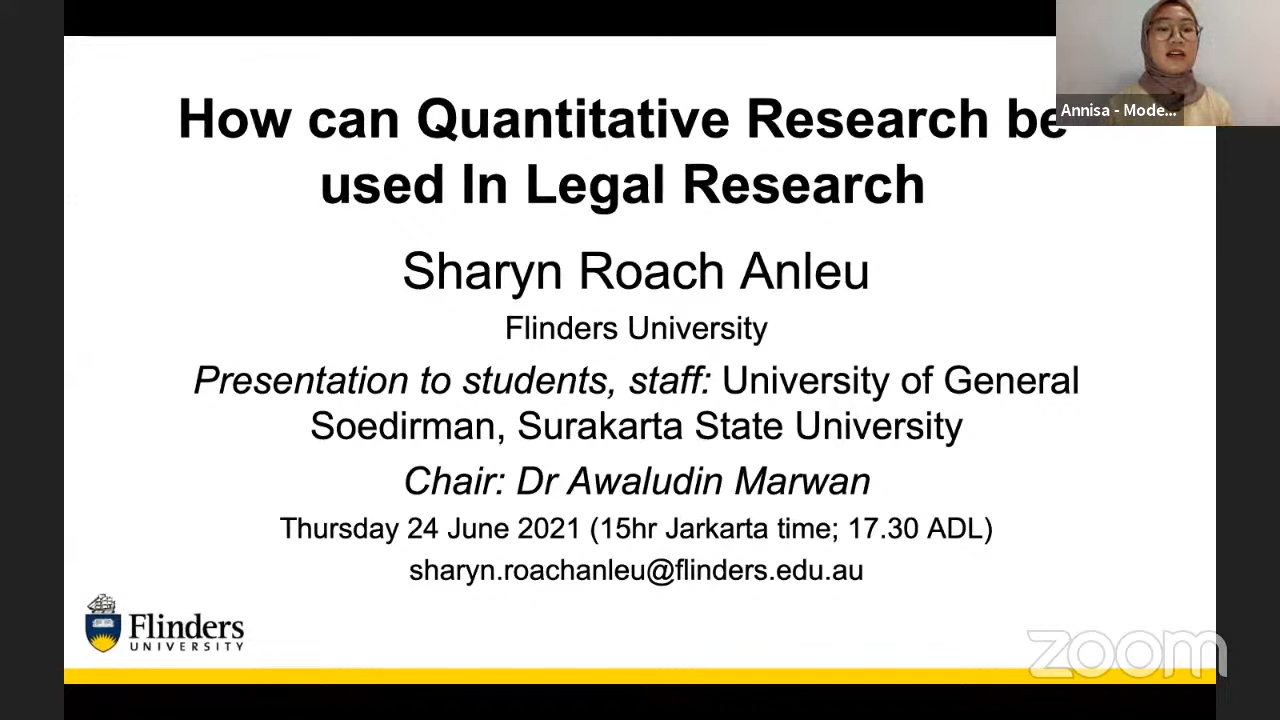 How can Quantitative Research be
used In Legal Research
Sharyn Roach Anleu
Flinders University
Presentation to students, staff: University of General
Soedirman, Surakarta State University
Chair: Dr Awaludin Marwan
Thursday 24 June 2021 (15hr Jarkarta time; 17.30 ADL)
sharyn.roachanleu@flinders.edu.au
Flinders
UNIVERSITY
Annisa - Mode...
zoom